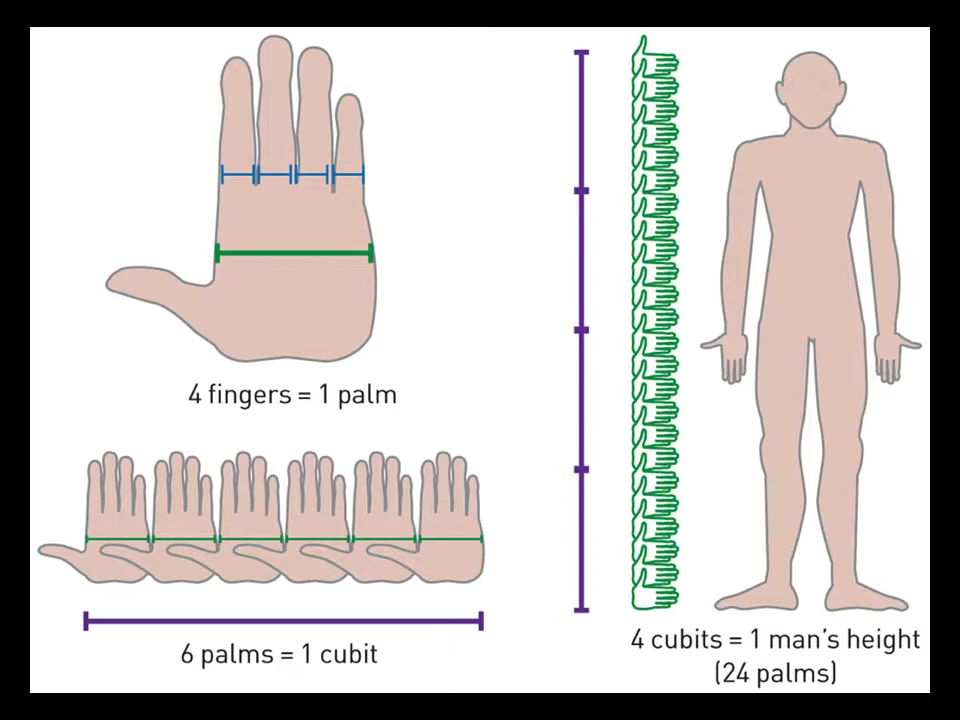 4 fingers = 1 palm
6 palms = 1 cubit
4 cubits = 1 man's height
(24 palms)